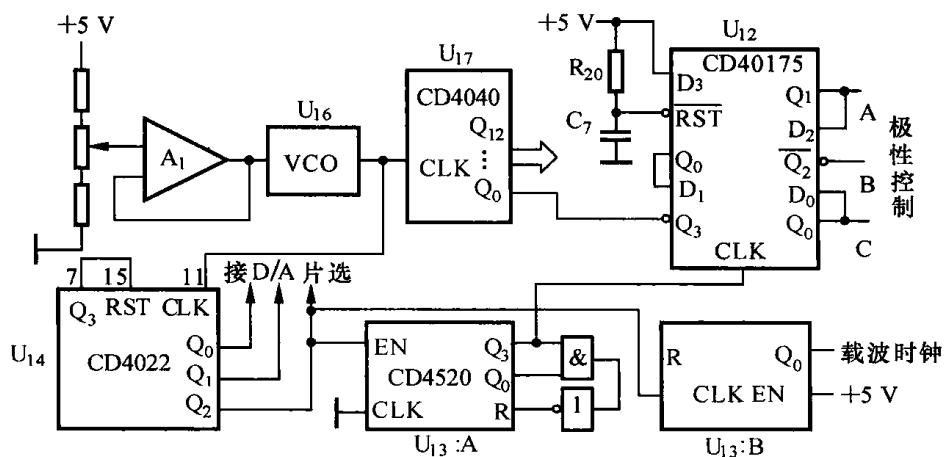 +5 V
A1
U16
VCO
U17
CD4040
Q12
CLK
Q0
+5 V
R20
C7
U12
CD40175
D3
RST
Q0
D1
Q3
CLK
Q1
D2
Q2
D0
Q0
A
B
C
极性控制
7 15 11
Q3 RST CLK
U14
CD4022
Q0
Q1
Q2
接 D/A 片选
EN
CD4520
CLK
Q3
Q0
R
U13:A
&
1
R
Q0
CLK EN
U13:B
载波时钟
+5 V